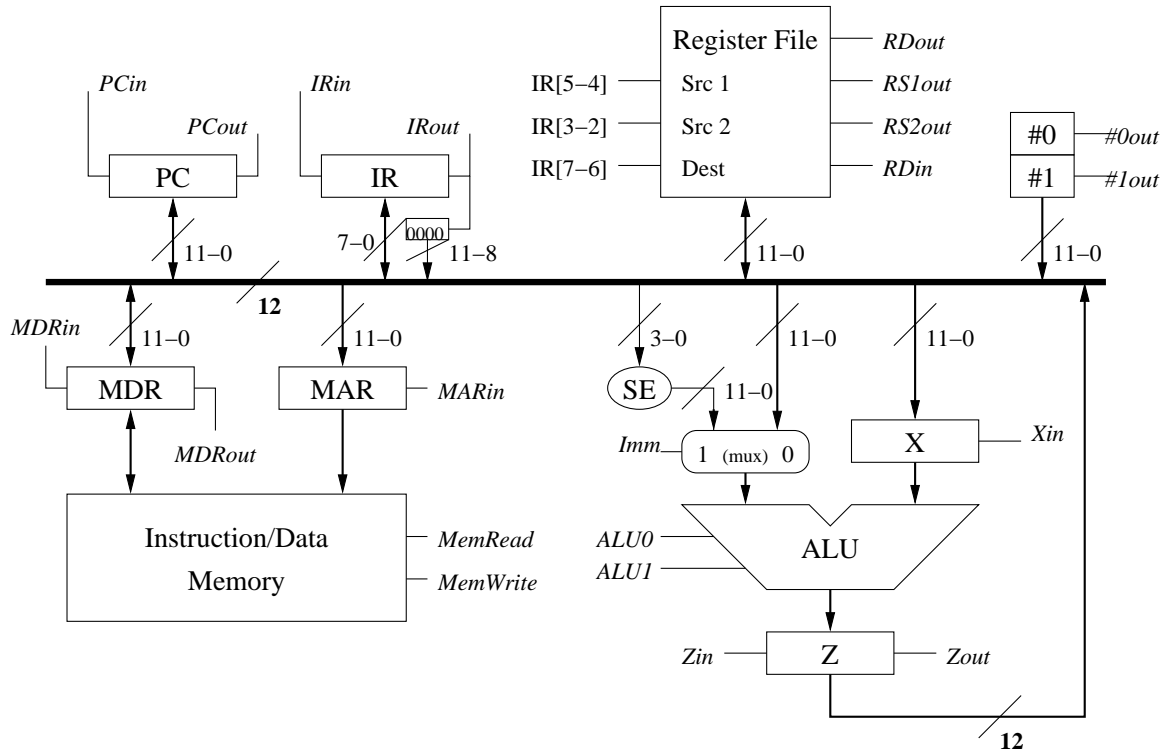 Register File
RDout
PCin
IRin
IR[5–4]
Src 1
RS1out
PCout
IRout
IR[3–2]
Src 2
RS2out
#0
#0out
PC
IR
IR[7–6]
Dest
RDin
#1
#1out
0000
11–0
7–0
11–8
11–0
11–0
12
MDRin
11–0
11–0
3–0
11–0
11–0
MDR
MAR
MARin
SE
11–0
MDRout
Imm
1 (mux) 0
X
Xin
Instruction/Data
Memory
MemRead
MemWrite
ALU0
ALU1
ALU
Zin
Z
Zout
12